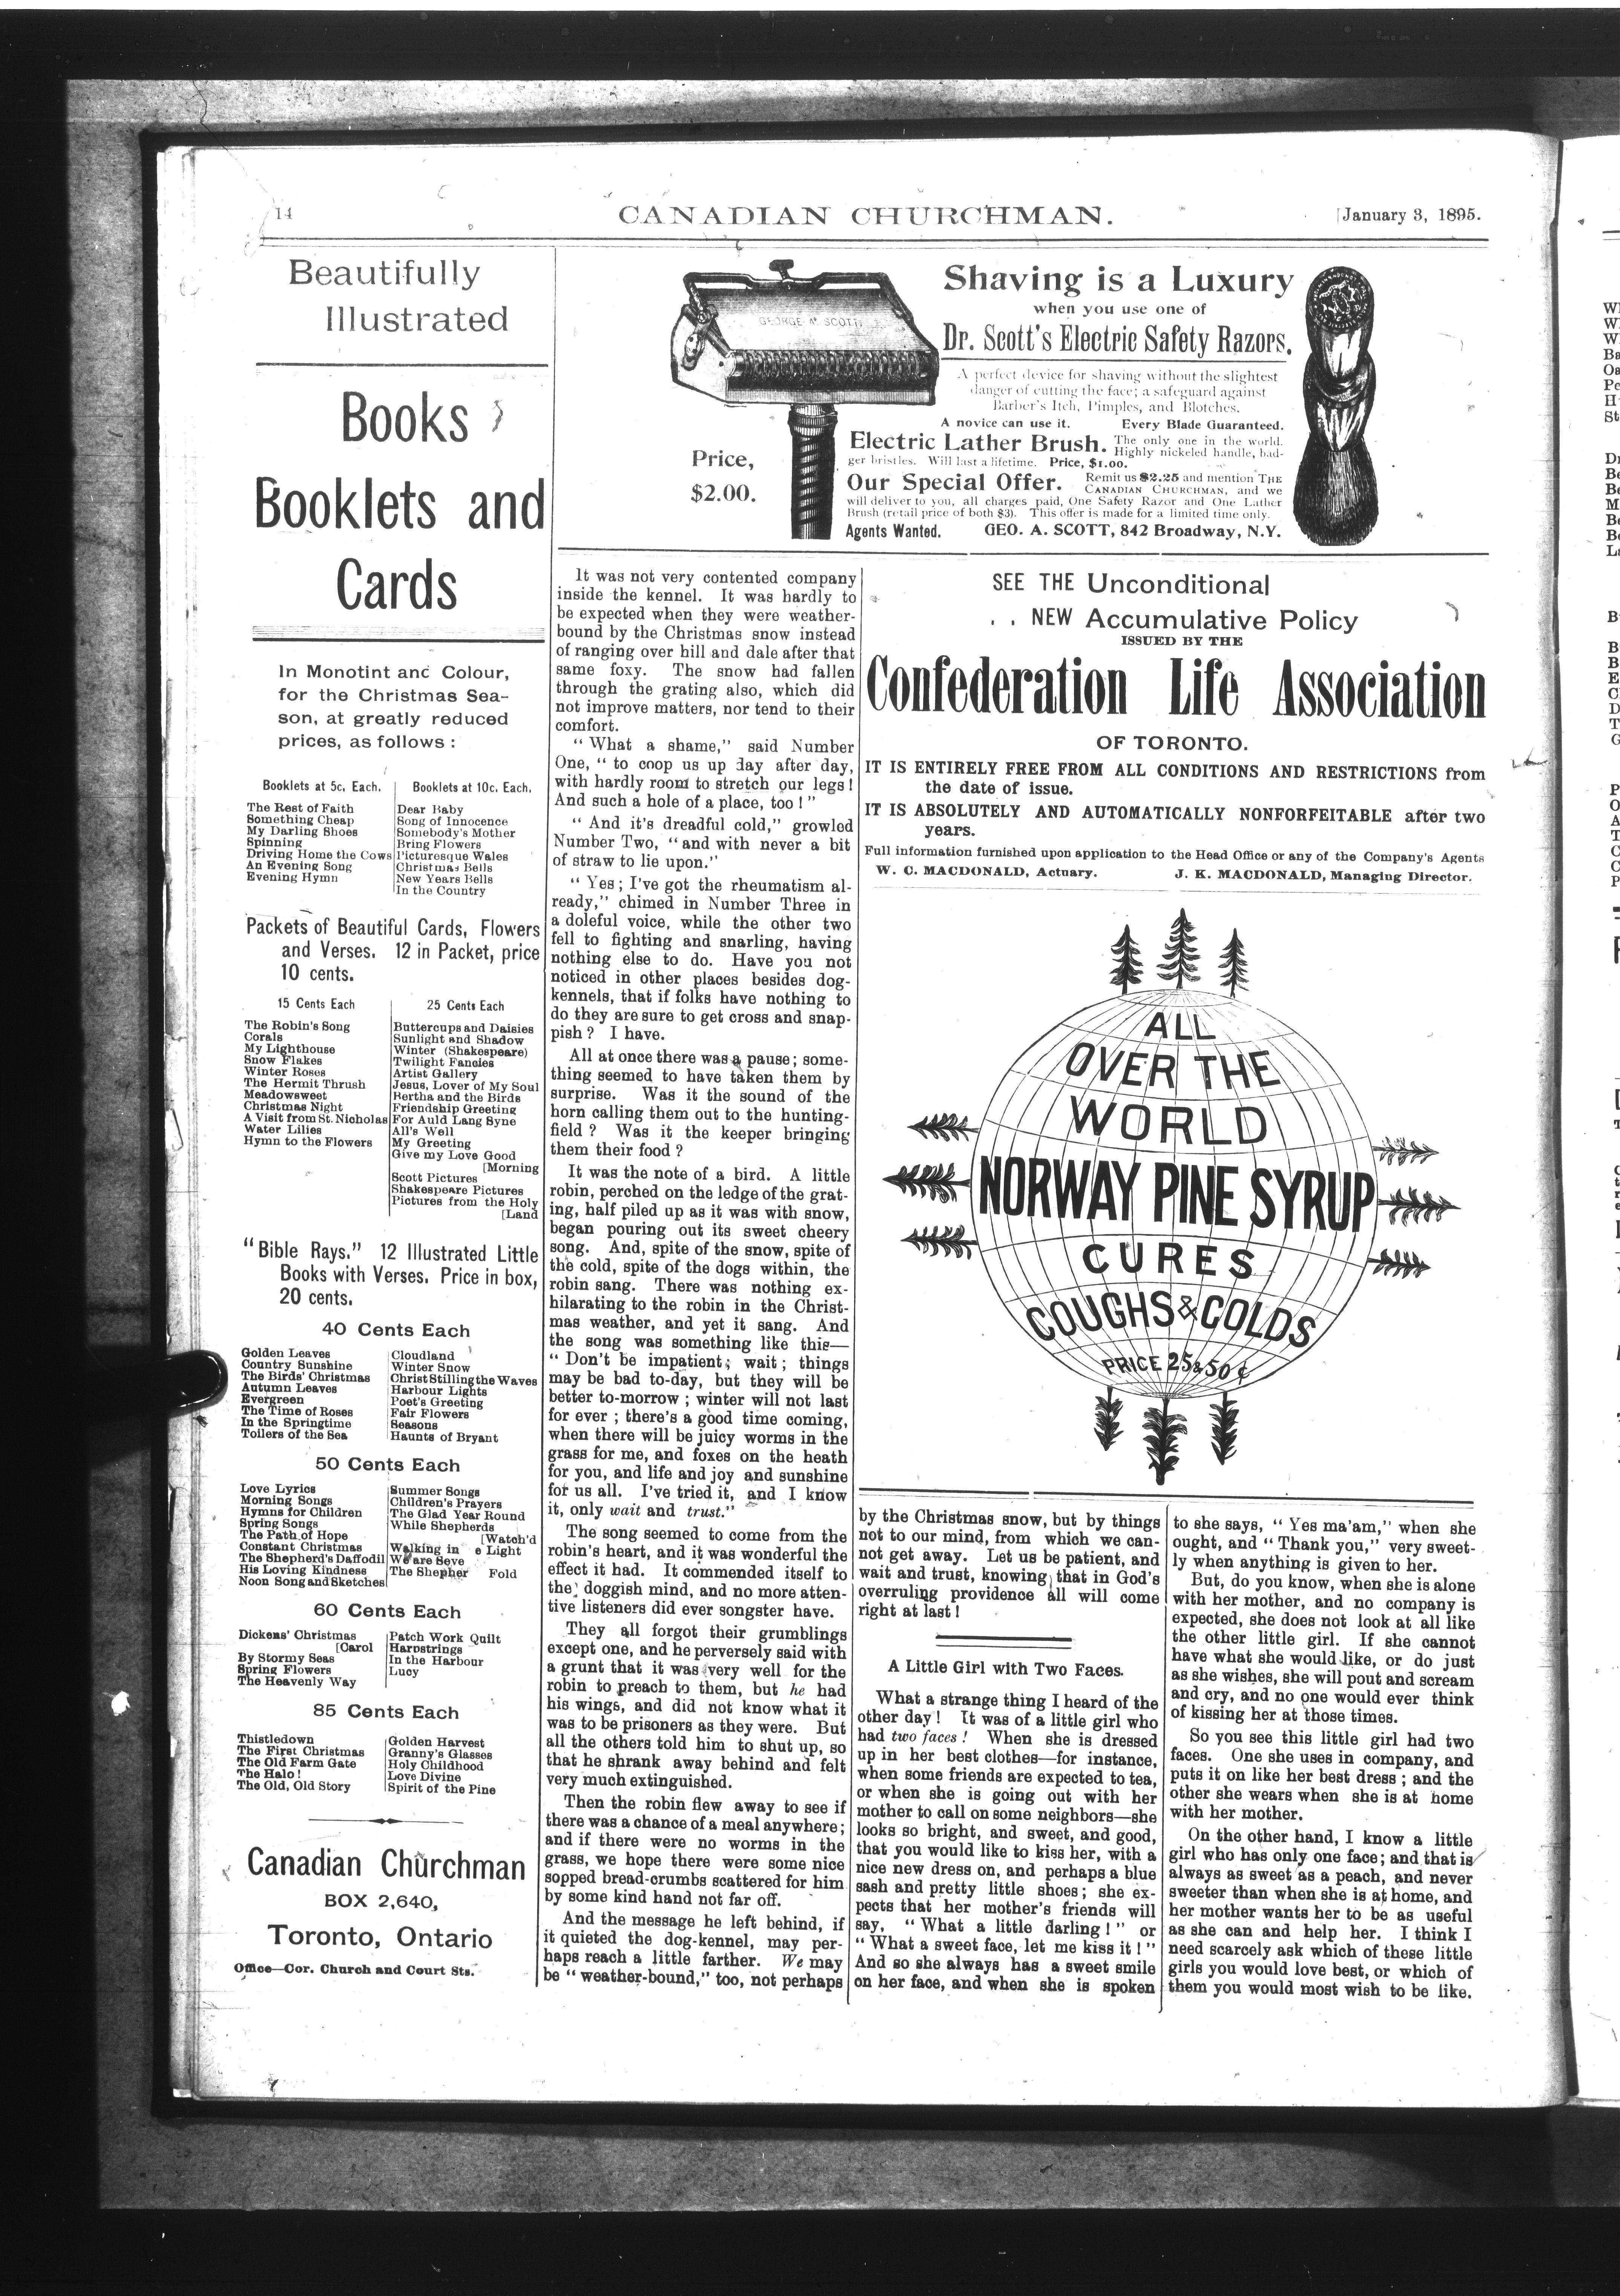 14
CANADIAN CHURCHMAN.
January 3, 1895.
Beautifully
Illustrated
Books
Booklets and
Cards
In Monotint and Colour,
for the Christmas Sea-
son, at greatly reduced
prices, as follows :
Booklets at 5c. Each.
The Rest of Faith
Something Cheap
My Darling Shoes
Spinning
Driving Home the Cows
An Evening Song
Evening Hymn
Booklets at 10c. Each.
Dear Baby
Song of Innocence
Somebody's Mother
Bring Flowers
Picturesque Wales
Christmas Bells
New Years Bells
In the Country
Packets of Beautiful Cards, Flowers
and Verses. 12 in Packet, price
10 cents.
15 Cents Each
The Robin's Song
Corals
My Lighthouse
Snow Flakes
Winter Roses
The Hermit Thrush
Meadowsweet
Christmas Night
A Visit from St. Nicholas
Water Lilies
Hymn to the Flowers
25 Cents Each
Buttercups and Daisies
Sunlight and Shadow
Winter (Shakespeare)
Twilight Fancies
Artist Gallery
Jesus, Lover of My Soul
Bertha and the Birds
Friendship Greeting
For Auld Lang Syne
All's Well
My Greeting
Give my Love Good
[Morning
Scott Pictures
Shakespeare Pictures
Pictures from the Holy
[Land
"Bible Rays." 12 Illustrated Little
Books with Verses. Price in box,
20 cents.
40 Cents Each
Golden Leaves
Country Sunshine
The Birds' Christmas
Autumn Leaves
Evergreen
The Time of Roses
In the Springtime
Toilers of the Sea
Cloudland
Winter Snow
Christ Stilling the Waves
Harbour Lights
Poet's Greeting
Fair Flowers
Seasons
Haunts of Bryant
50 Cents Each
Love Lyrics
Morning Songs
Hymns for Children
Spring Songs
The Path of Hope
Constant Christmas
The Shepherd's Daffodil
His Loving Kindness
Noon Song and Sketches
Summer Songs
Children's Prayers
The Glad Year Round
While Shepherds
[Watch'd
Walking in e Light
We are Seve
The Shepher Fold
60 Cents Each
Dickens' Christmas
[Carol
By Stormy Seas
Spring Flowers
The Heavenly Way
Patch Work Quilt
Harpstrings
In the Harbour
Lucy
85 Cents Each
Thistledown
The First Christmas
The Old Farm Gate
The Halo !
The Old, Old Story
Golden Harvest
Granny's Glasses
Holy Childhood
Love Divine
Spirit of the Pine
Canadian Churchman
BOX 2,640,
Toronto, Ontario
Office—Cor. Church and Court Sts.
GEORGE A. SCOTT
Price,
$2.00.
Shaving is a Luxury
when you use one of
Dr. Scott's Electric Safety Razors.
A perfect device for shaving without the slightest
danger of cutting the face; a safeguard against
Barber's Itch, Pimples, and Blotches.
A novice can use it. Every Blade Guaranteed.
Electric Lather Brush. The only one in the world.
Highly nickeled handle, bad-
ger bristles. Will last a lifetime. Price, $1.00.
Our Special Offer. Remit us $2.25 and mention THE
CANADIAN CHURCHMAN, and we
will deliver to you, all charges paid, One Safety Razor and One Lather
Brush (retail price of both $3). This offer is made for a limited time only.
Agents Wanted. GEO. A. SCOTT, 842 Broadway, N.Y.
It was not very contented company
inside the kennel. It was hardly to
be expected when they were weather-
bound by the Christmas snow instead
of ranging over hill and dale after that
same foxy. The snow had fallen
through the grating also, which did
not improve matters, nor tend to their
comfort.
" What a shame," said Number
One, " to coop us up day after day,
with hardly room to stretch our legs !
And such a hole of a place, too ! "
" And it's dreadful cold," growled
Number Two, " and with never a bit
of straw to lie upon."
" Yes ; I've got the rheumatism al-
ready," chimed in Number Three in
a doleful voice, while the other two
fell to fighting and snarling, having
nothing else to do. Have you not
noticed in other places besides dog-
kennels, that if folks have nothing to
do they are sure to get cross and snap-
pish ? I have.
All at once there was a pause ; some-
thing seemed to have taken them by
surprise. Was it the sound of the
horn calling them out to the hunting-
field ? Was it the keeper bringing
them their food ?
It was the note of a bird. A little
robin, perched on the ledge of the grat-
ing, half piled up as it was with snow,
began pouring out its sweet cheery
song. And, spite of the snow, spite of
the cold, spite of the dogs within, the
robin sang. There was nothing ex-
hilarating to the robin in the Christ-
mas weather, and yet it sang. And
the song was something like this—
" Don't be impatient ; wait ; things
may be bad to-day, but they will be
better to-morrow ; winter will not last
for ever ; there's a good time coming,
when there will be juicy worms in the
grass for me, and foxes on the heath
for you, and life and joy and sunshine
for us all. I've tried it, and I know
it, only wait and trust."
The song seemed to come from the
robin's heart, and it was wonderful the
effect it had. It commended itself to
the doggish mind, and no more atten-
tive listeners did ever songster have.
They all forgot their grumblings
except one, and he perversely said with
a grunt that it was very well for the
robin to preach to them, but he had
his wings, and did not know what it
was to be prisoners as they were. But
all the others told him to shut up, so
that he shrank away behind and felt
very much extinguished.
Then the robin flew away to see if
there was a chance of a meal anywhere ;
and if there were no worms in the
grass, we hope there were some nice
sopped bread-crumbs scattered for him
by some kind hand not far off.
And the message he left behind, if
it quieted the dog-kennel, may per-
haps reach a little farther. We may
be " weather-bound," too, not perhaps
SEE THE Unconditional
. . NEW Accumulative Policy
ISSUED BY THE
Confederation Life Association
OF TORONTO.
IT IS ENTIRELY FREE FROM ALL CONDITIONS AND RESTRICTIONS from
the date of issue.
IT IS ABSOLUTELY AND AUTOMATICALLY NONFORFEITABLE after two
years.
Full information furnished upon application to the Head Office or any of the Company's Agents
W. C. MACDONALD, Actuary. J. K. MACDONALD, Managing Director.
ALL
OVER THE
WORLD
NORWAY PINE SYRUP
CURES
COUGHS & COLDS
PRICE 25 & 50 ¢
by the Christmas snow, but by things
not to our mind, from which we can-
not get away. Let us be patient, and
wait and trust, knowing that in God's
overruling providence all will come
right at last !
A Little Girl with Two Faces.
What a strange thing I heard of the
other day ! It was of a little girl who
had two faces ! When she is dressed
up in her best clothes—for instance,
when some friends are expected to tea,
or when she is going out with her
mother to call on some neighbors—she
looks so bright, and sweet, and good,
that you would like to kiss her, with a
nice new dress on, and perhaps a blue
sash and pretty little shoes ; she ex-
pects that her mother's friends will
say, " What a little darling ! " or
" What a sweet face, let me kiss it ! "
And so she always has a sweet smile
on her face, and when she is spoken
to she says, " Yes ma'am," when she
ought, and " Thank you," very sweet-
ly when anything is given to her.
But, do you know, when she is alone
with her mother, and no company is
expected, she does not look at all like
the other little girl. If she cannot
have what she would like, or do just
as she wishes, she will pout and scream
and cry, and no one would ever think
of kissing her at those times.
So you see this little girl had two
faces. One she uses in company, and
puts it on like her best dress ; and the
other she wears when she is at home
with her mother.
On the other hand, I know a little
girl who has only one face ; and that is
always as sweet as a peach, and never
sweeter than when she is at home, and
her mother wants her to be as useful
as she can and help her. I think I
need scarcely ask which of these little
girls you would love best, or which of
them you would most wish to be like.